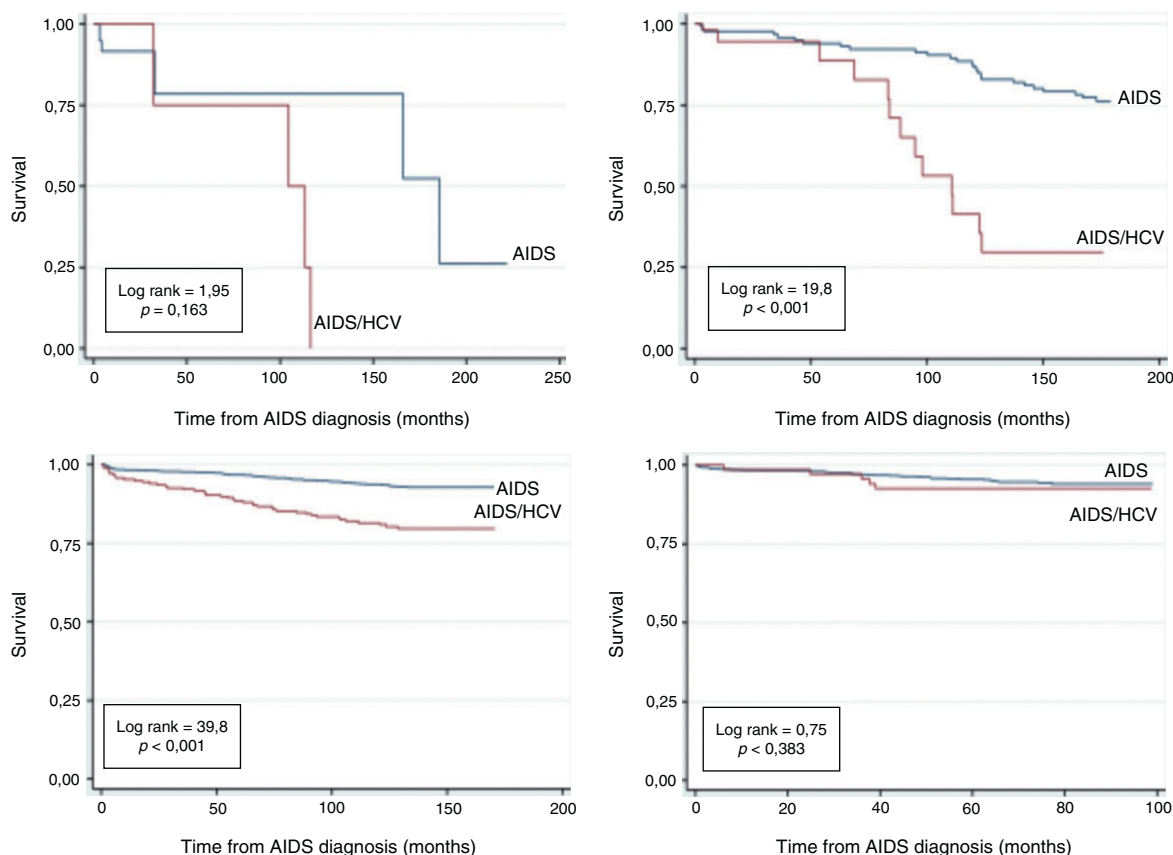 1,00
0,75
0,50
0,25
0,00
Survival
AIDS
AIDS/HCV
Log rank = 1,95
p = 0,163
0 50 100 150 200 250
Time from AIDS diagnosis (months)
1,00
0,75
0,50
0,25
0,00
Survival
AIDS
AIDS/HCV
Log rank = 19,8
p < 0,001
0 50 100 150 200
Time from AIDS diagnosis (months)
1,00
0,75
0,50
0,25
0,00
Survival
AIDS
AIDS/HCV
Log rank = 39,8
p < 0,001
0 50 100 150 200
Time from AIDS diagnosis (months)
1,00
0,75
0,50
0,25
0,00
Survival
AIDS
AIDS/HCV
Log rank = 0,75
p < 0,383
0 20 40 60 80 100
Time from AIDS diagnosis (months)